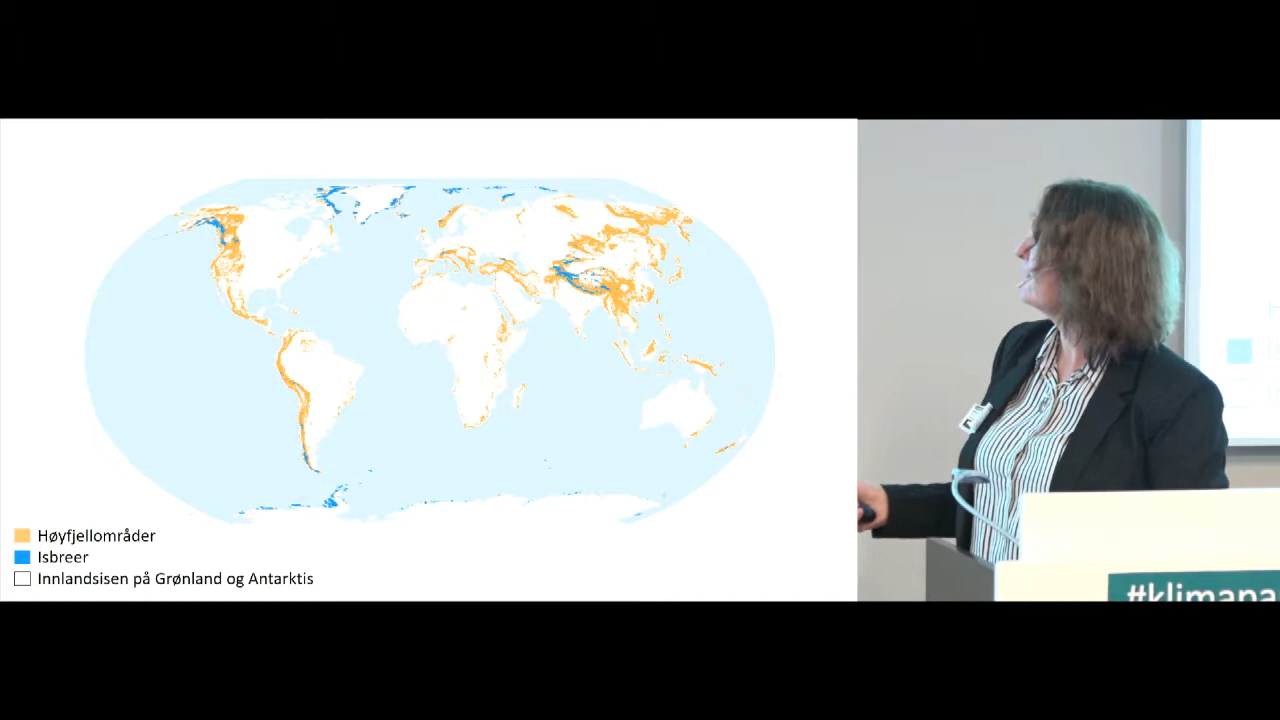 Høyfjellområder
Isbreer
Innlandsisen på Grønland og Antarktis
#klimapa